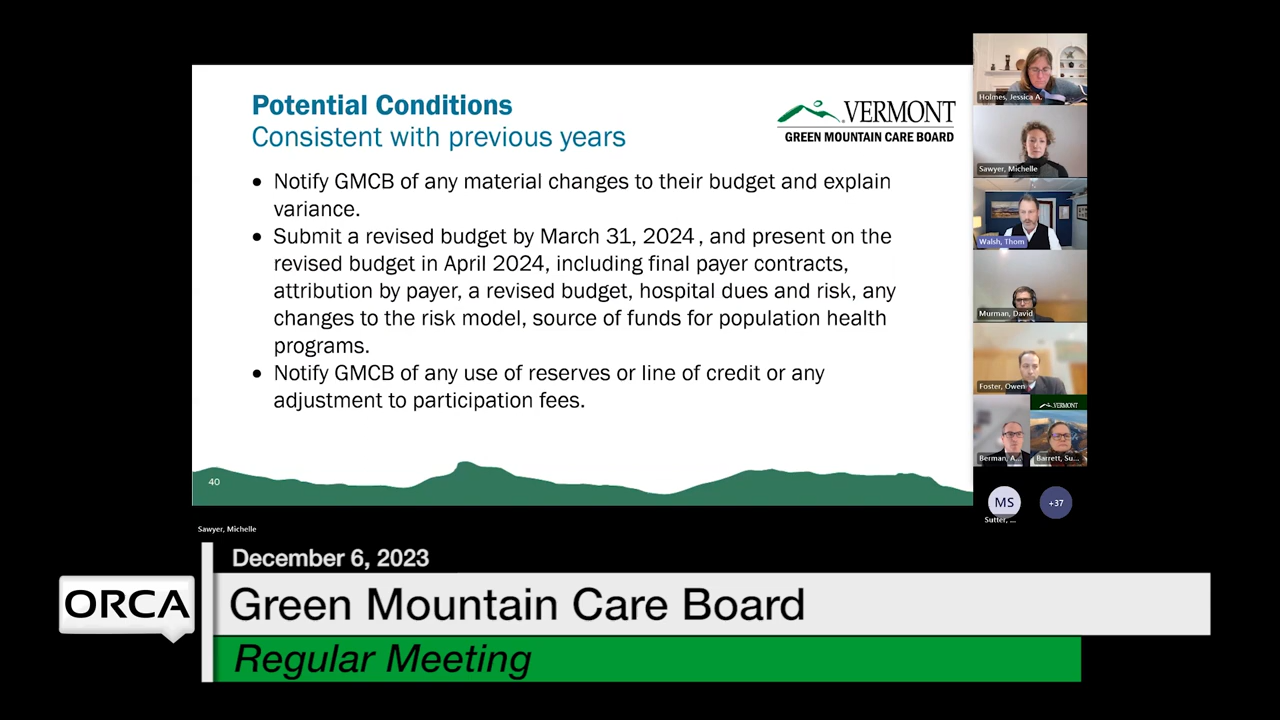 Potential Conditions
Consistent with previous years
VERMONT
GREEN MOUNTAIN CARE BOARD
• Notify GMCB of any material changes to their budget and explain
variance.
• Submit a revised budget by March 31, 2024 , and present on the
revised budget in April 2024, including final payer contracts,
attribution by payer, a revised budget, hospital dues and risk, any
changes to the risk model, source of funds for population health
programs.
• Notify GMCB of any use of reserves or line of credit or any
adjustment to participation fees.
40
Holmes, Jessica A.
Sawyer, Michelle
Walsh, Thom
Murman, David
Foster, Owen
VERMONT
Berman, A...
Barrett, Su...
MS
+37
Sutter, ...
Sawyer, Michelle
December 6, 2023
ORCA
Green Mountain Care Board
Regular Meeting